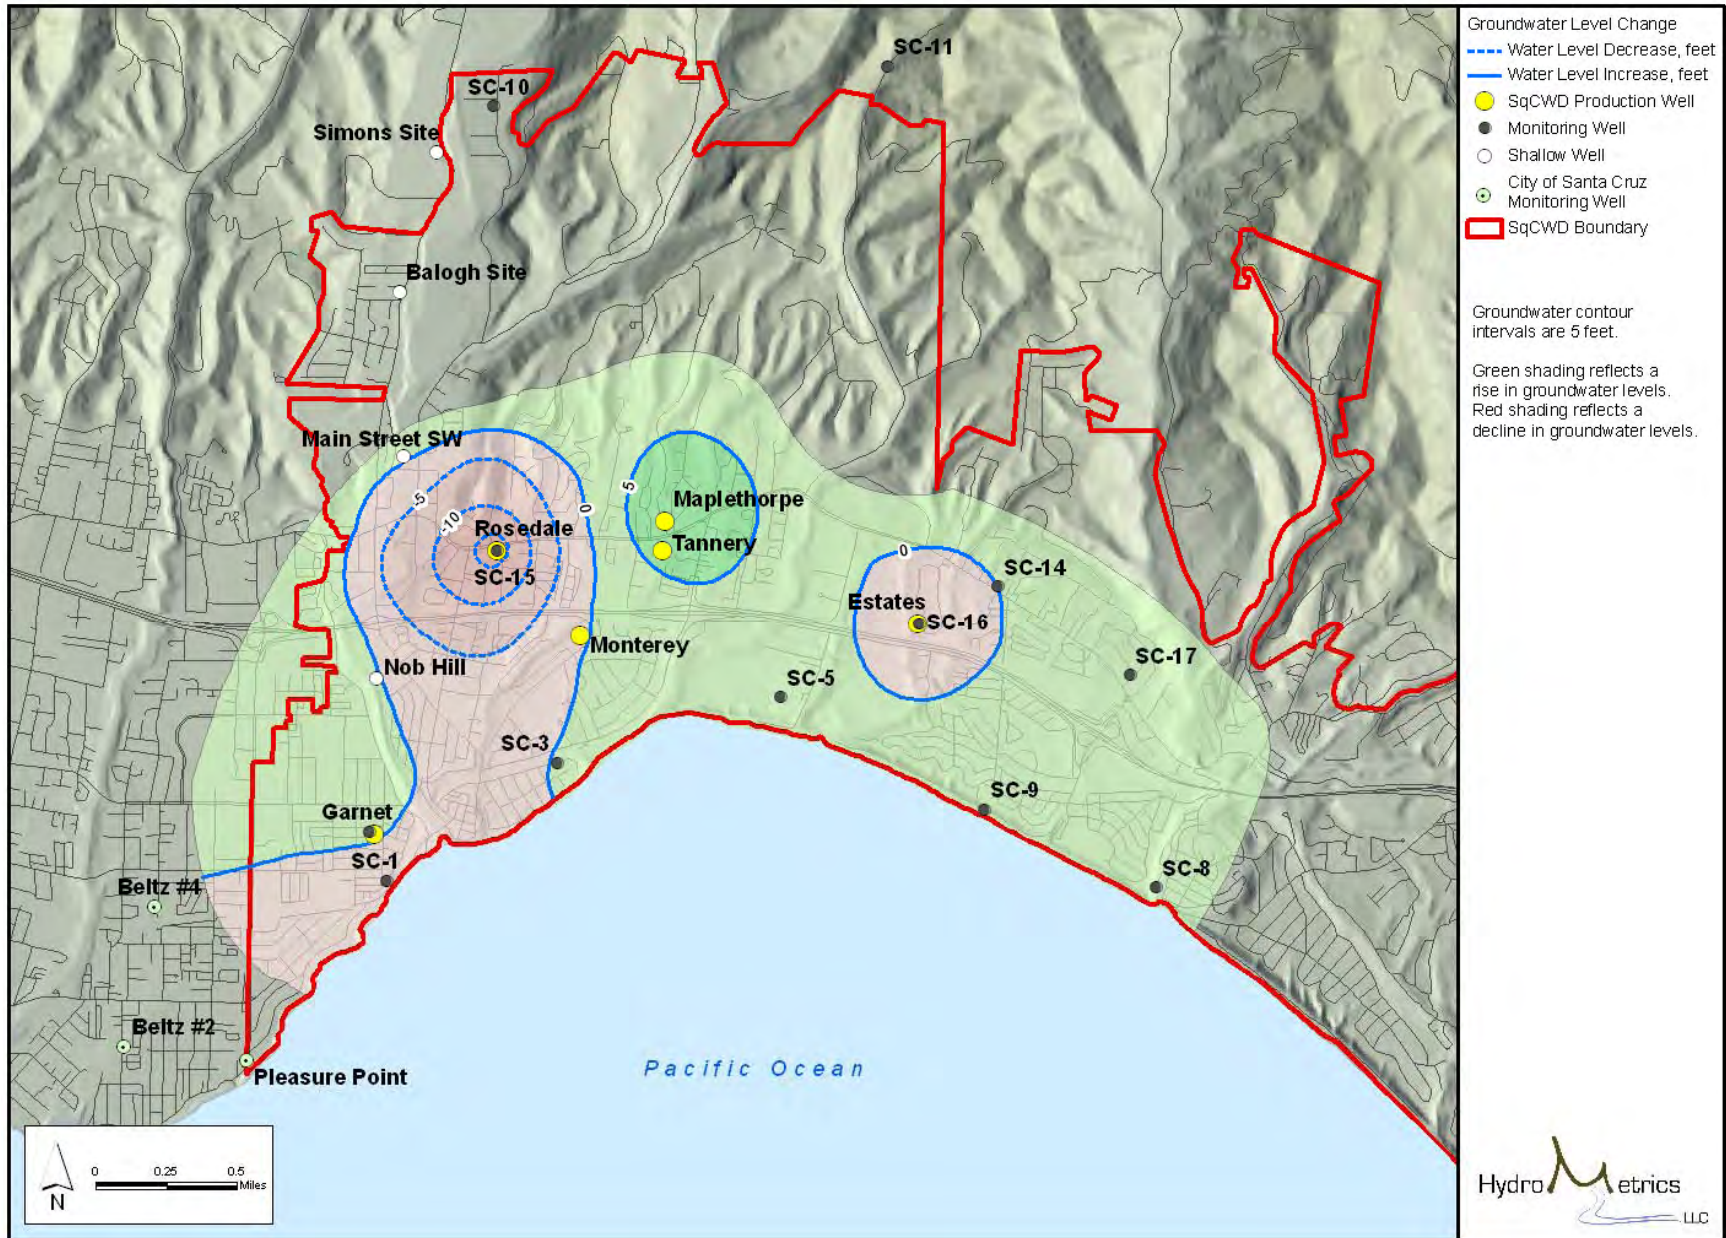 SC-11
SC-10
Simons Site
Balogh Site
Main Street SW
-5
-10
0
5
Rosedale
SC-15
Maplethorpe
Tannery
0
SC-14
Estates
SC-16
Monterey
Nob Hill
SC-17
SC-5
SC-3
SC-9
Garnet
SC-1
SC-8
Beltz #4
Beltz #2
Pleasure Point
Pacific Ocean
N
0 0.25 0.5
Miles
Groundwater Level Change
Water Level Decrease, feet
Water Level Increase, feet
SqCWD Production Well
Monitoring Well
Shallow Well
City of Santa Cruz
Monitoring Well
SqCWD Boundary
Groundwater contour
intervals are 5 feet.
Green shading reflects a
rise in groundwater levels.
Red shading reflects a
decline in groundwater levels.
HydroMetrics
LLC